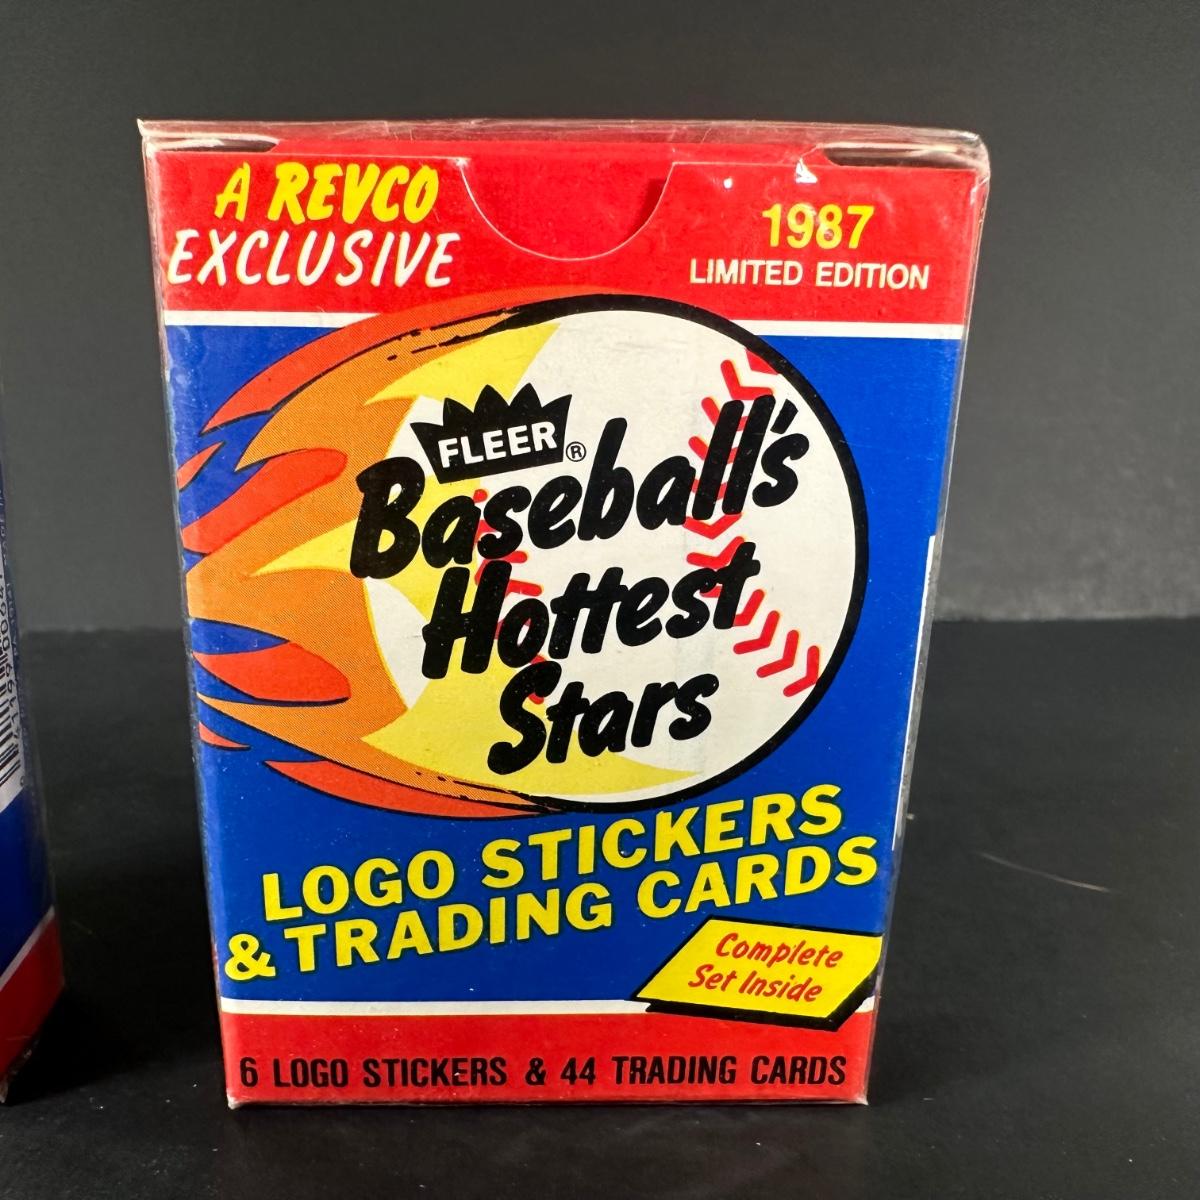 A REVCO
EXCLUSIVE
1987
LIMITED EDITION
FLEER®
Baseball's
Hottest
Stars
LOGO STICKERS
& TRADING CARDS
Complete
Set Inside
6 LOGO STICKERS & 44 TRADING CARDS